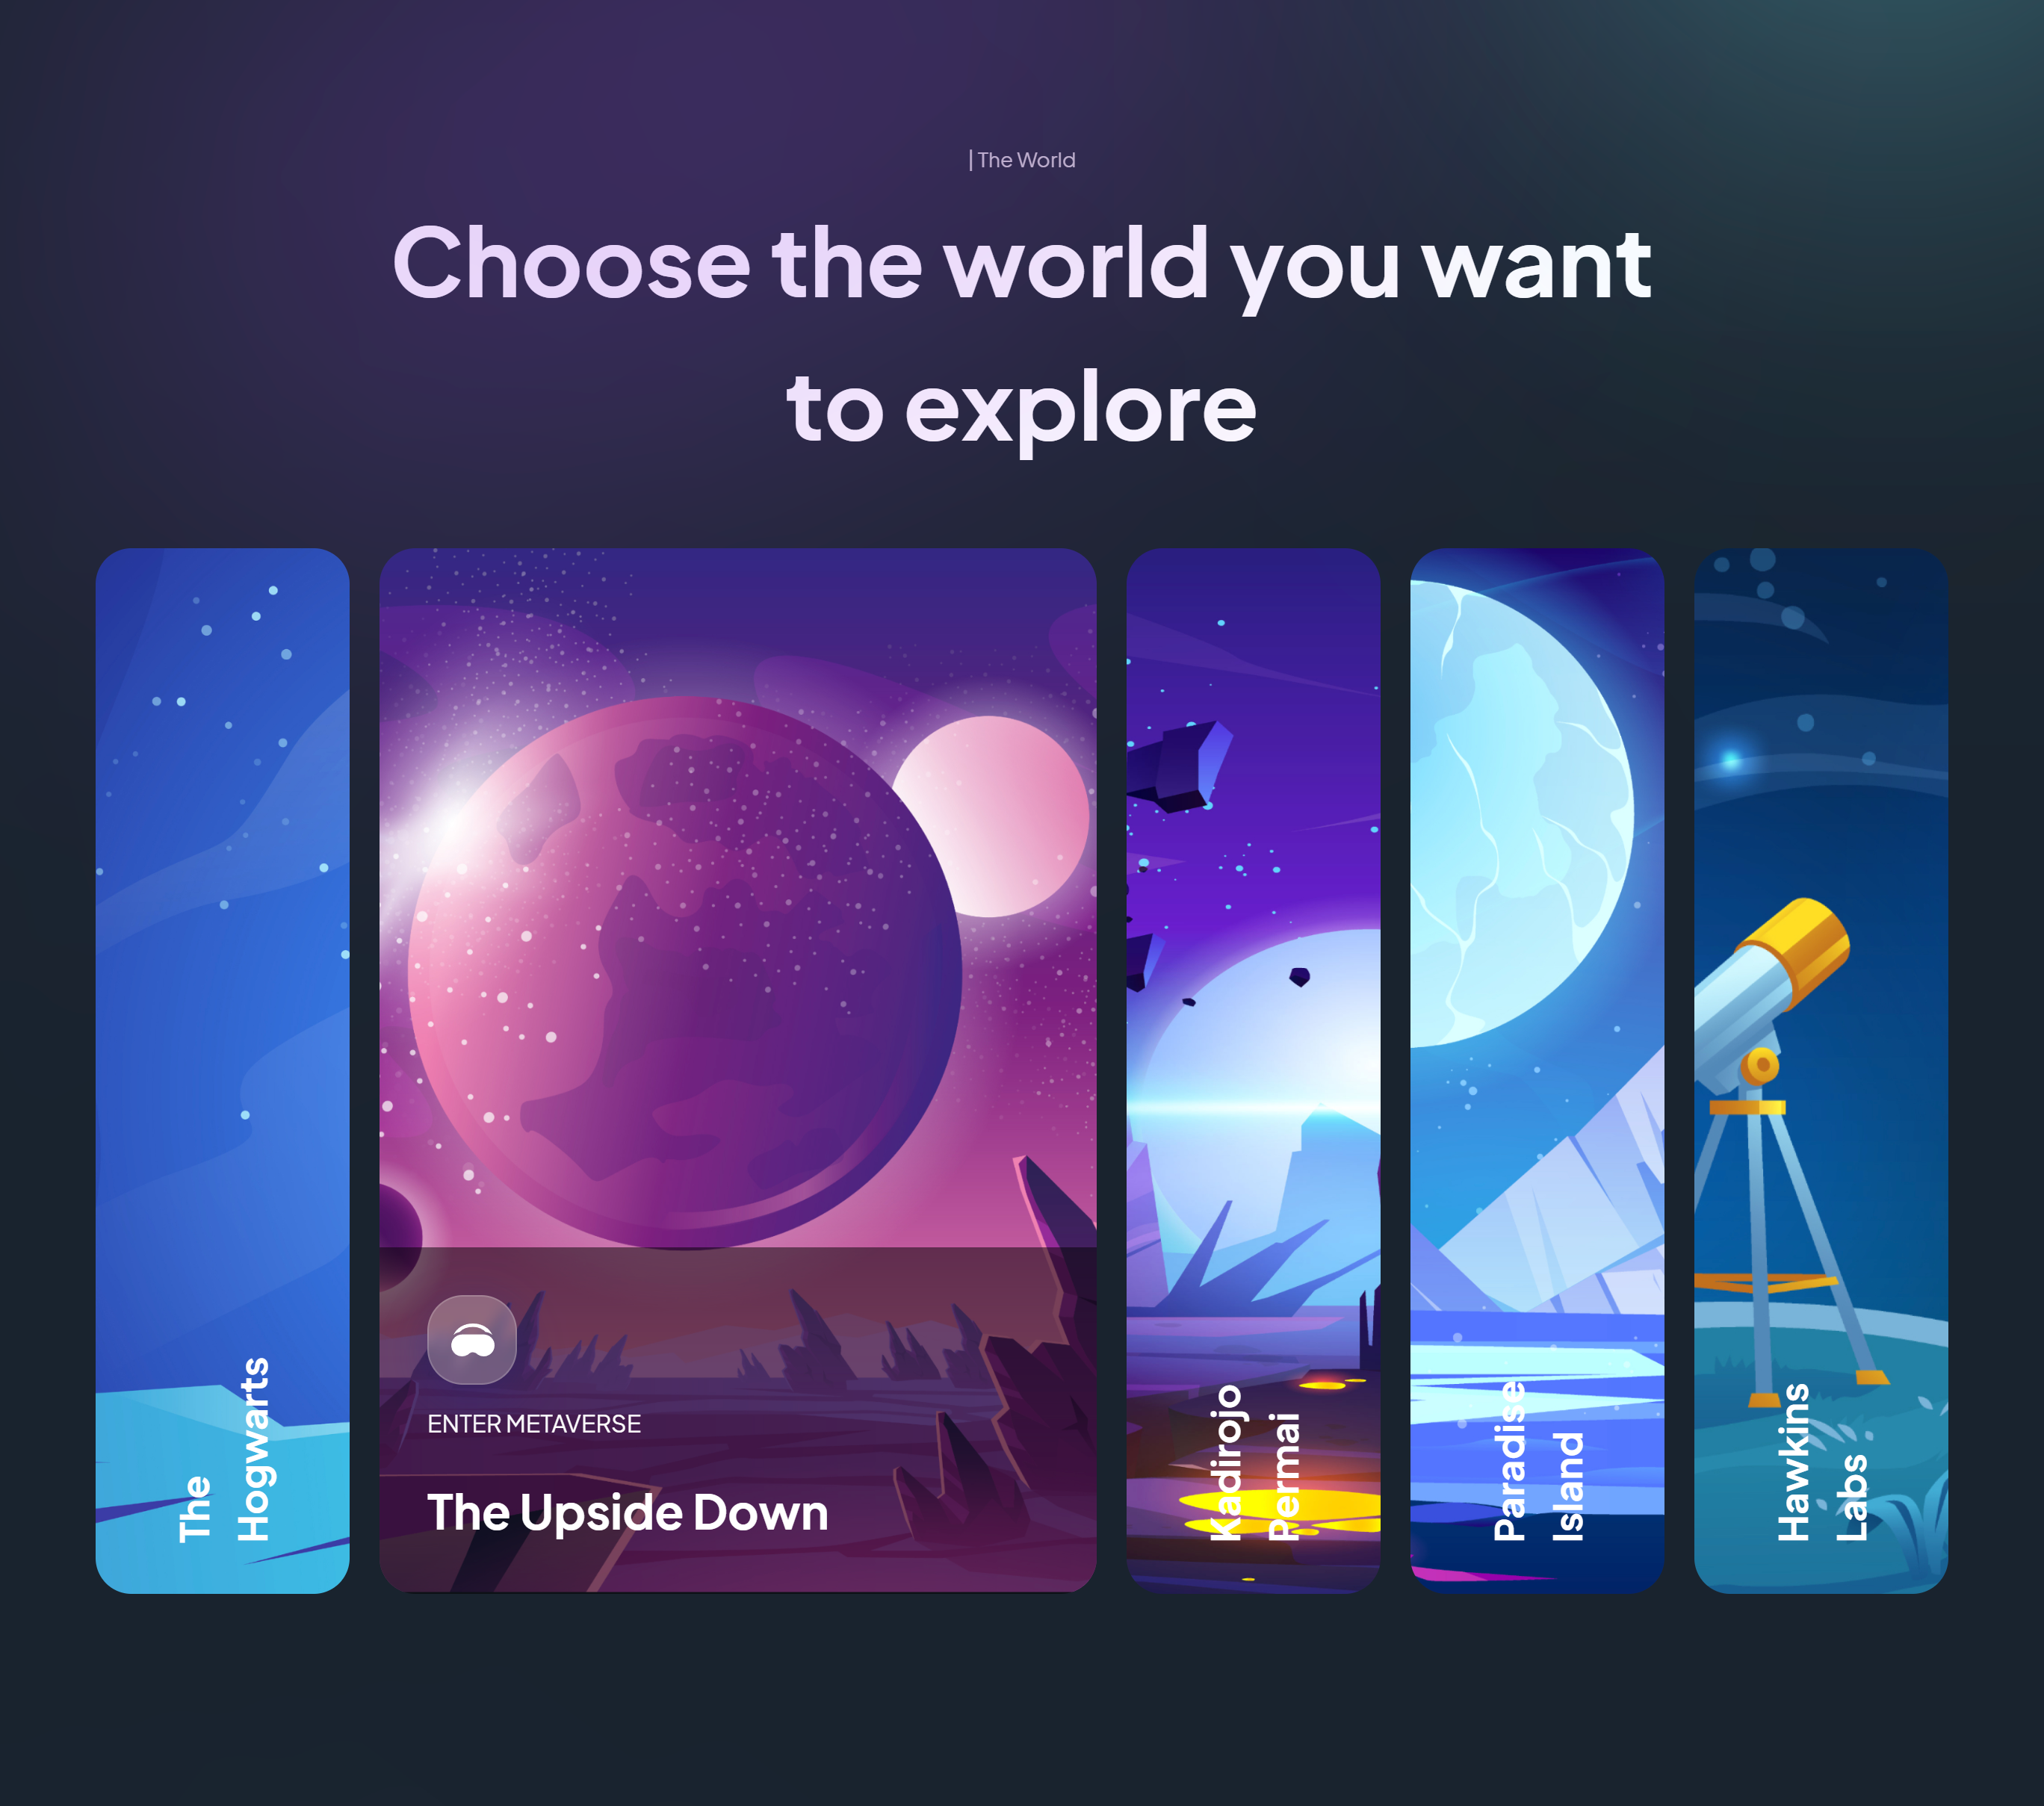 | The World
Choose the world you want
to explore
The
Hogwarts
ENTER METAVERSE
The Upside Down
Kadirojo
Permai
Paradise
Island
Hawkins
Labs